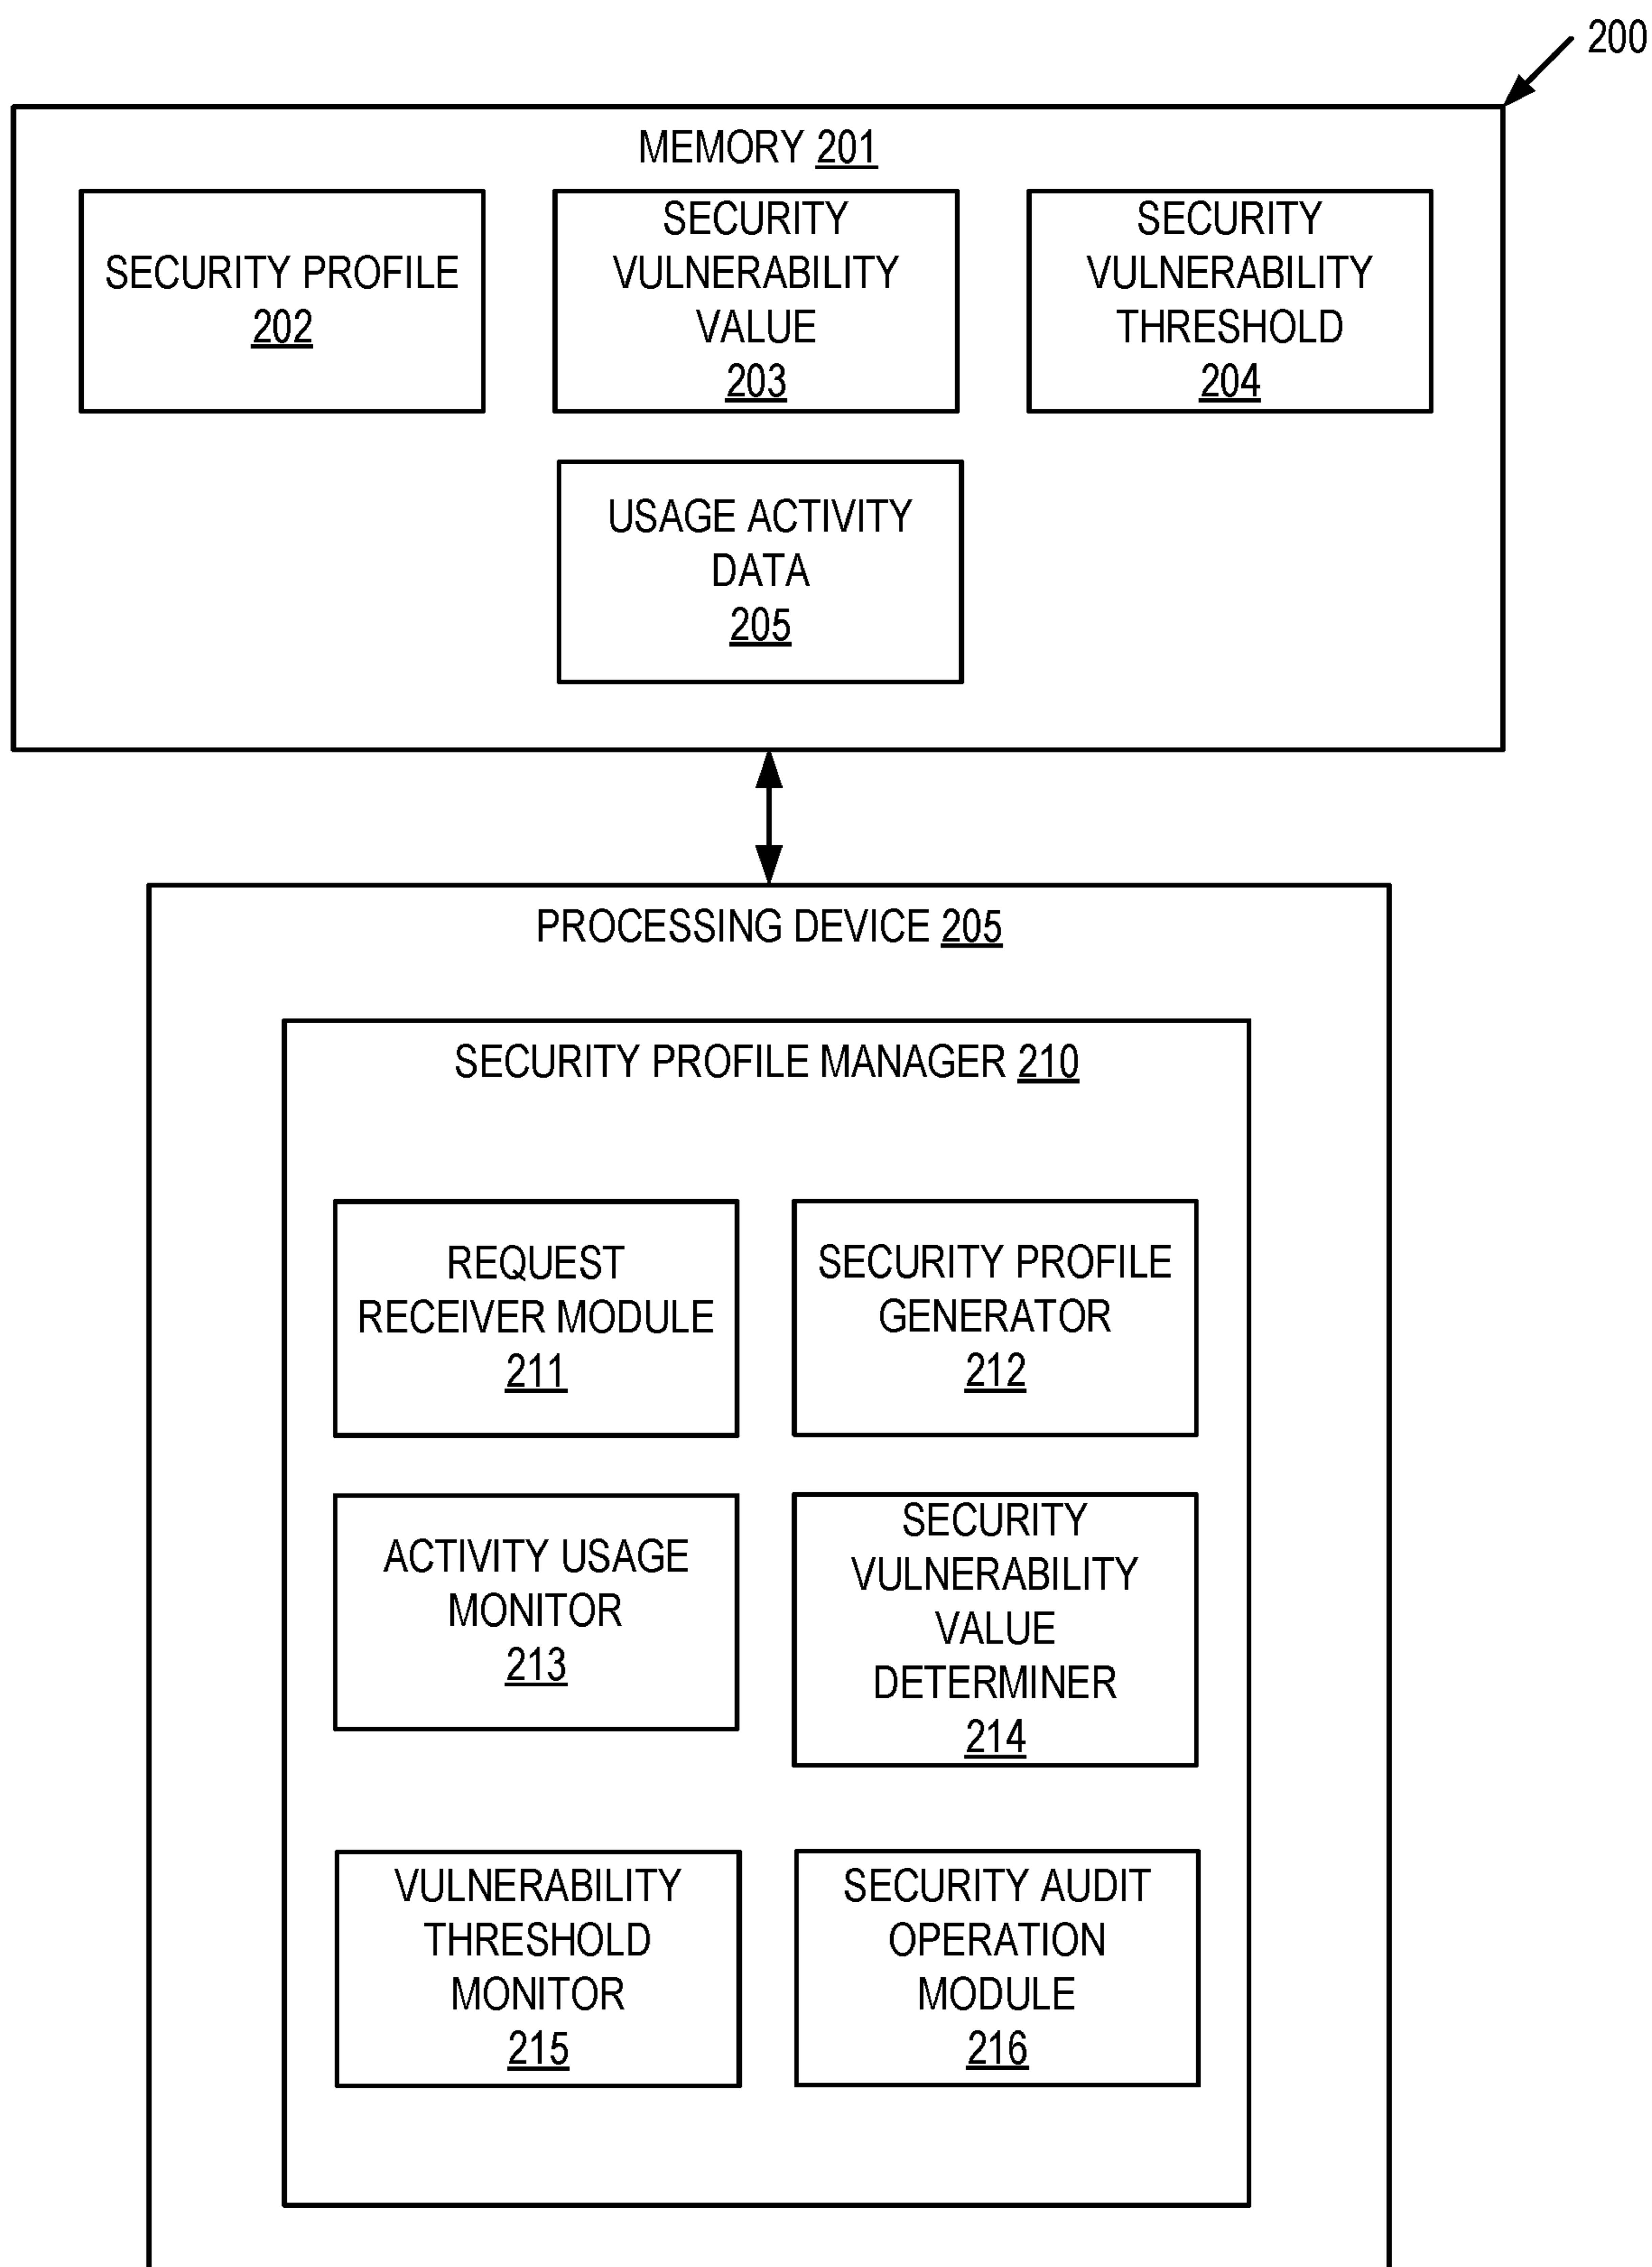 200
MEMORY 201
SECURITY PROFILE
202
SECURITY
VULNERABILITY
VALUE
203
SECURITY
VULNERABILITY
THRESHOLD
204
USAGE ACTIVITY
DATA
205
PROCESSING DEVICE 205
SECURITY PROFILE MANAGER 210
REQUEST
RECEIVER MODULE
211
SECURITY PROFILE
GENERATOR
212
ACTIVITY USAGE
MONITOR
213
SECURITY
VULNERABILITY
VALUE
DETERMINER
214
VULNERABILITY
THRESHOLD
MONITOR
215
SECURITY AUDIT
OPERATION
MODULE
216